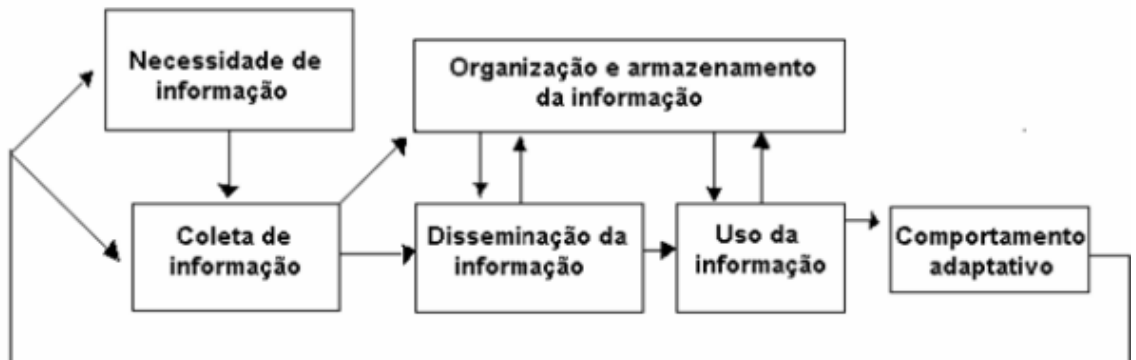 Necessidade de
informação
Organização e armazenamento
da informação
Coleta de
informação
Disseminação da
informação
Uso da
informação
Comportamento
adaptativo